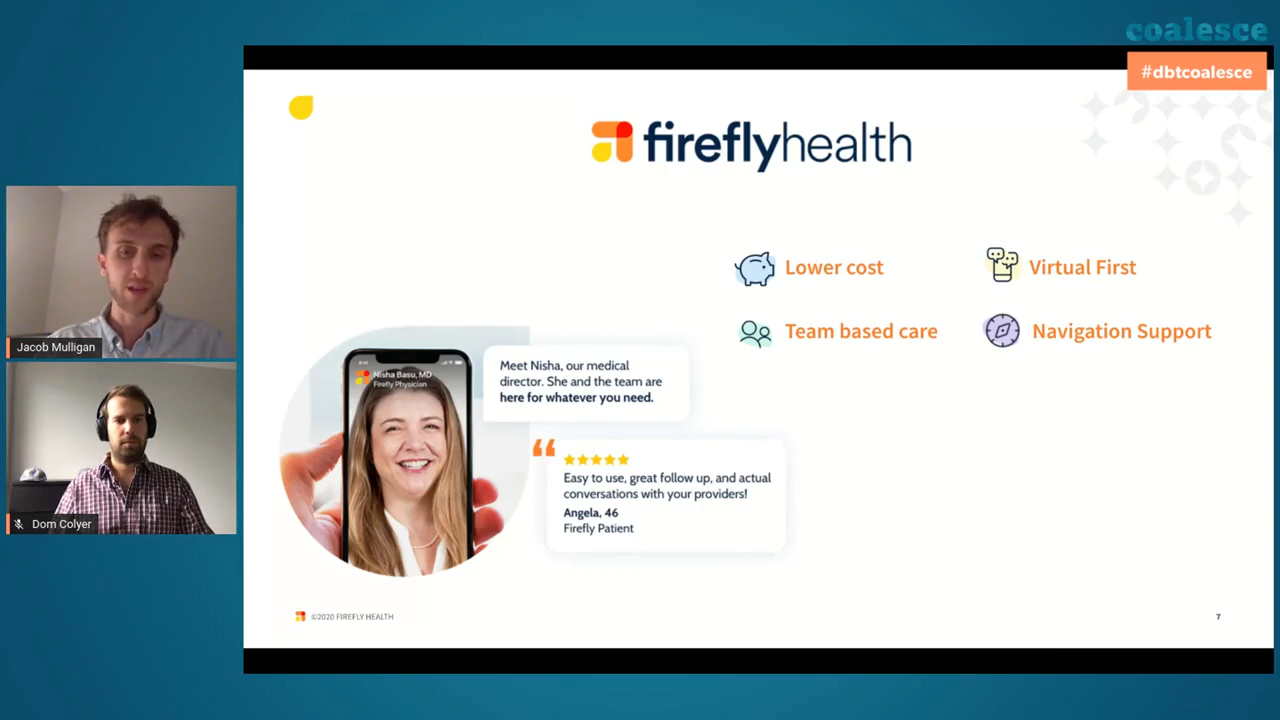 coalesce
#dbtcoalesce
fireflyhealth
Lower cost
Virtual First
Team based care
Navigation Support
Jacob Mulligan
Dom Colyer
Nisha Basu, MD
Firefly Physician
Meet Nisha, our medical
director. She and the team are
here for whatever you need.
“
Easy to use, great follow up, and actual
conversations with your providers!
Angela, 46
Firefly Patient
©2020 FIREFLY HEALTH
7